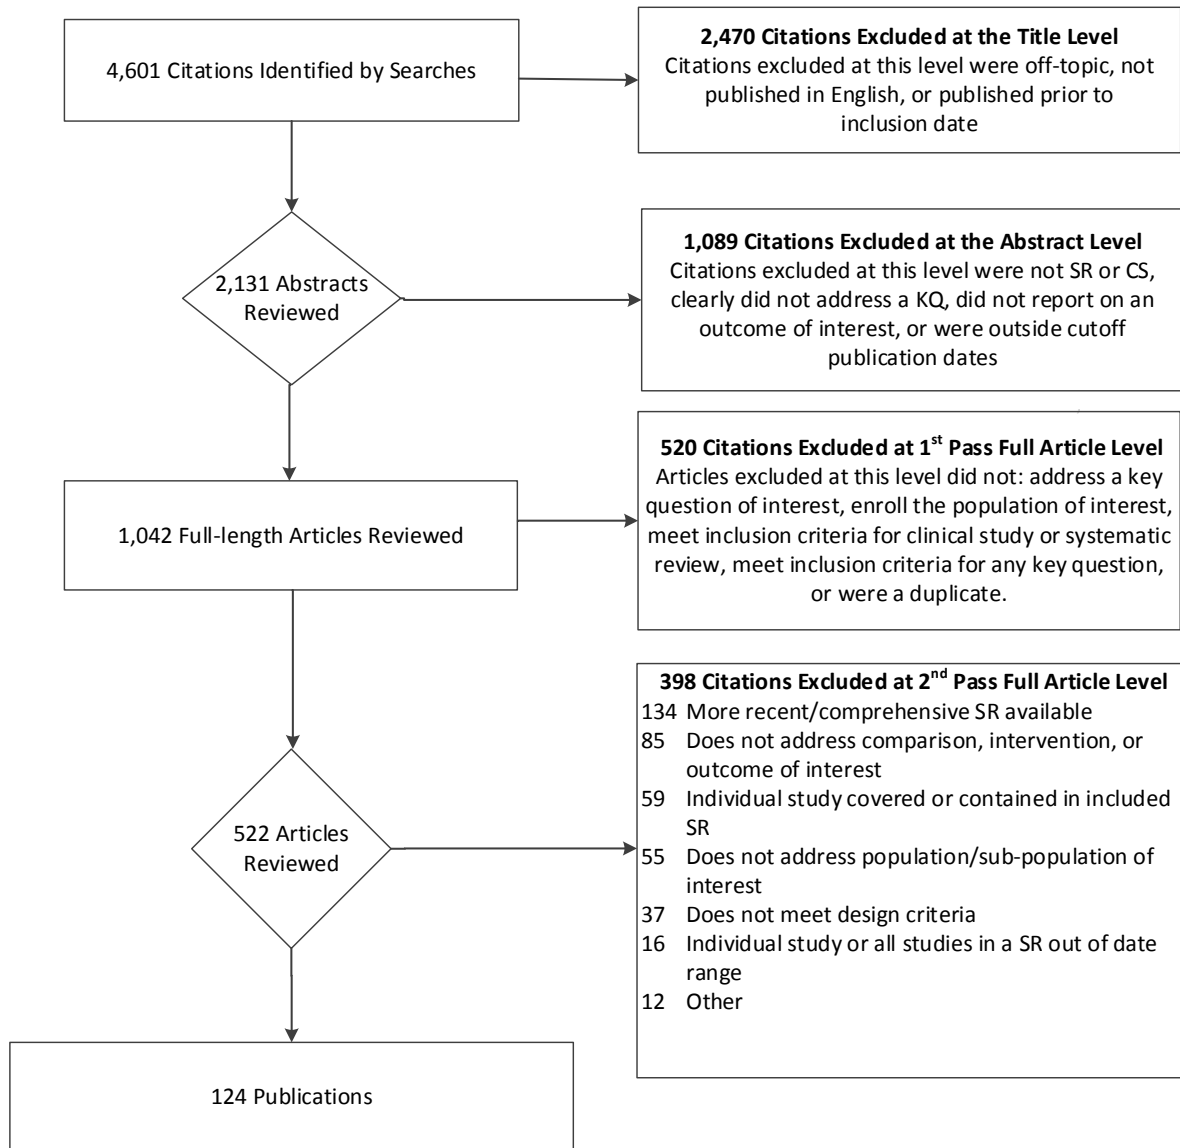 4,601 Citations Identified by Searches
2,470 Citations Excluded at the Title Level
Citations excluded at this level were off-topic, not
published in English, or published prior to
inclusion date
2,131 Abstracts
Reviewed
1,089 Citations Excluded at the Abstract Level
Citations excluded at this level were not SR or CS,
clearly did not address a KQ, did not report on an
outcome of interest, or were outside cutoff
publication dates
1,042 Full-length Articles Reviewed
520 Citations Excluded at 1st Pass Full Article Level
Articles excluded at this level did not: address a key
question of interest, enroll the population of interest,
meet inclusion criteria for clinical study or systematic
review, meet inclusion criteria for any key question,
or were a duplicate.
522 Articles
Reviewed
398 Citations Excluded at 2nd Pass Full Article Level
134 More recent/comprehensive SR available
85 Does not address comparison, intervention, or
outcome of interest
59 Individual study covered or contained in included
SR
55 Does not address population/sub-population of
interest
37 Does not meet design criteria
16 Individual study or all studies in a SR out of date
range
12 Other
124 Publications